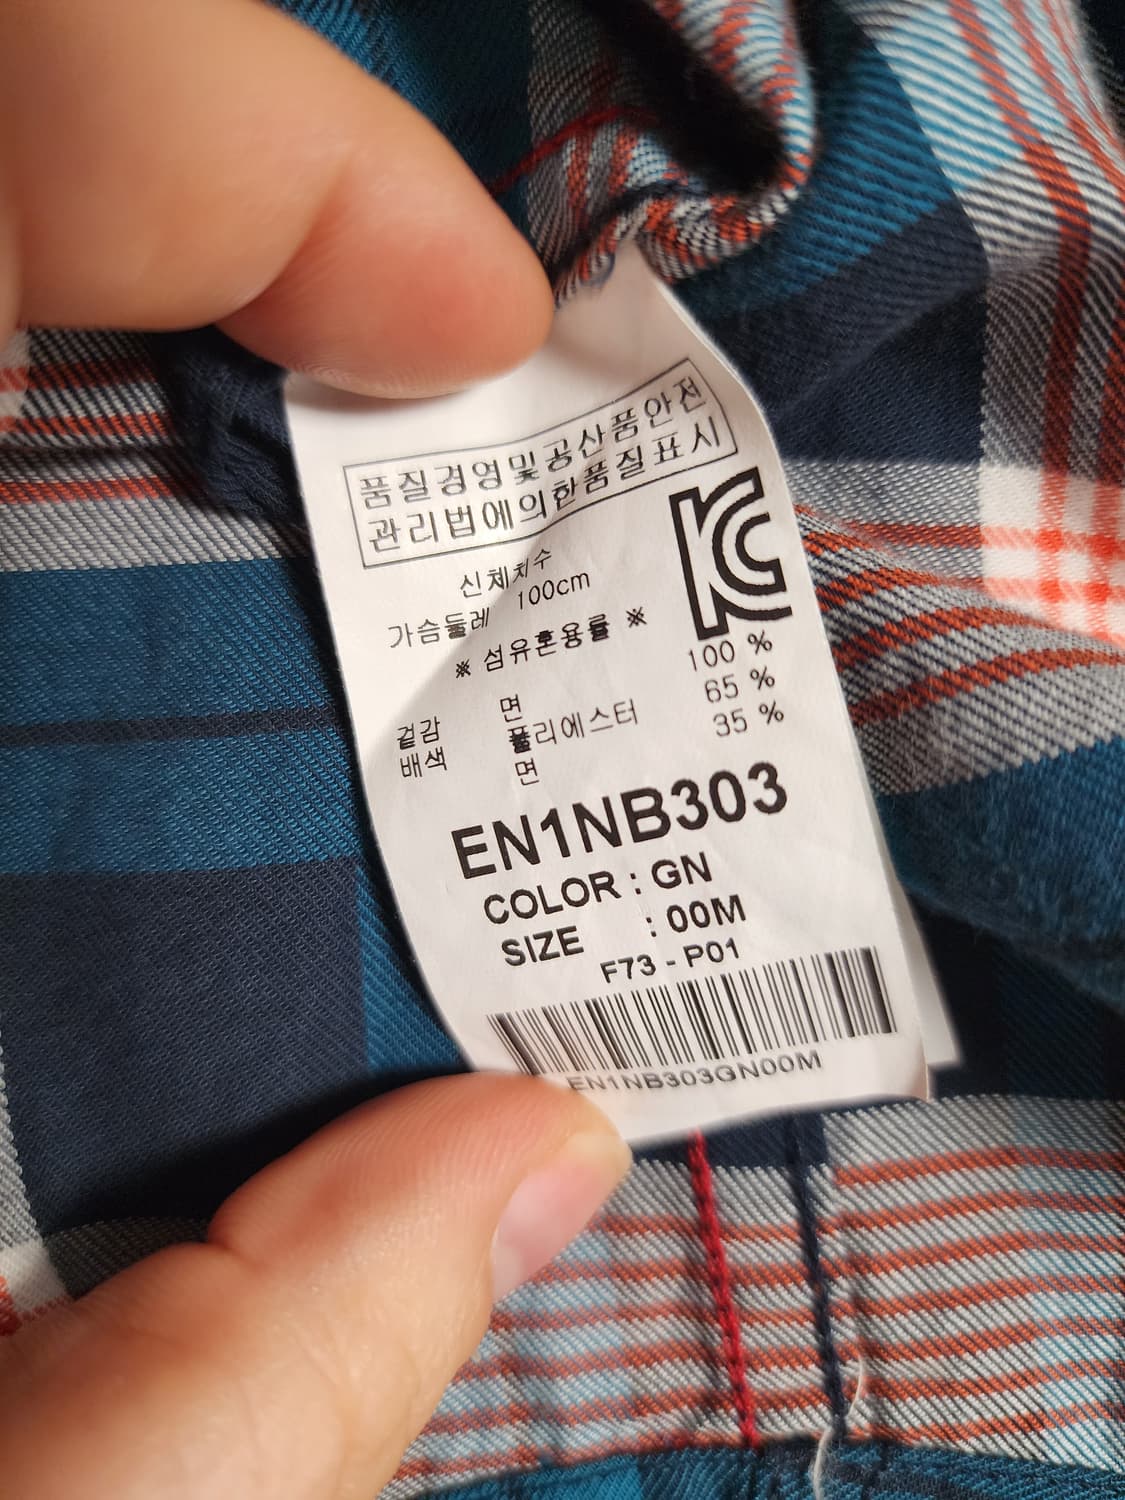 품질경영및공산품안전
관리법에의한품질표시
KC
신체치수
가슴둘레 100cm
※ 섬유혼용률 ※
겉감 면 100 %
배색 폴리에스터 65 %
면 35 %
EN1NB303
COLOR : GN
SIZE : 00M
F73 - P01
EN1NB303GN00M